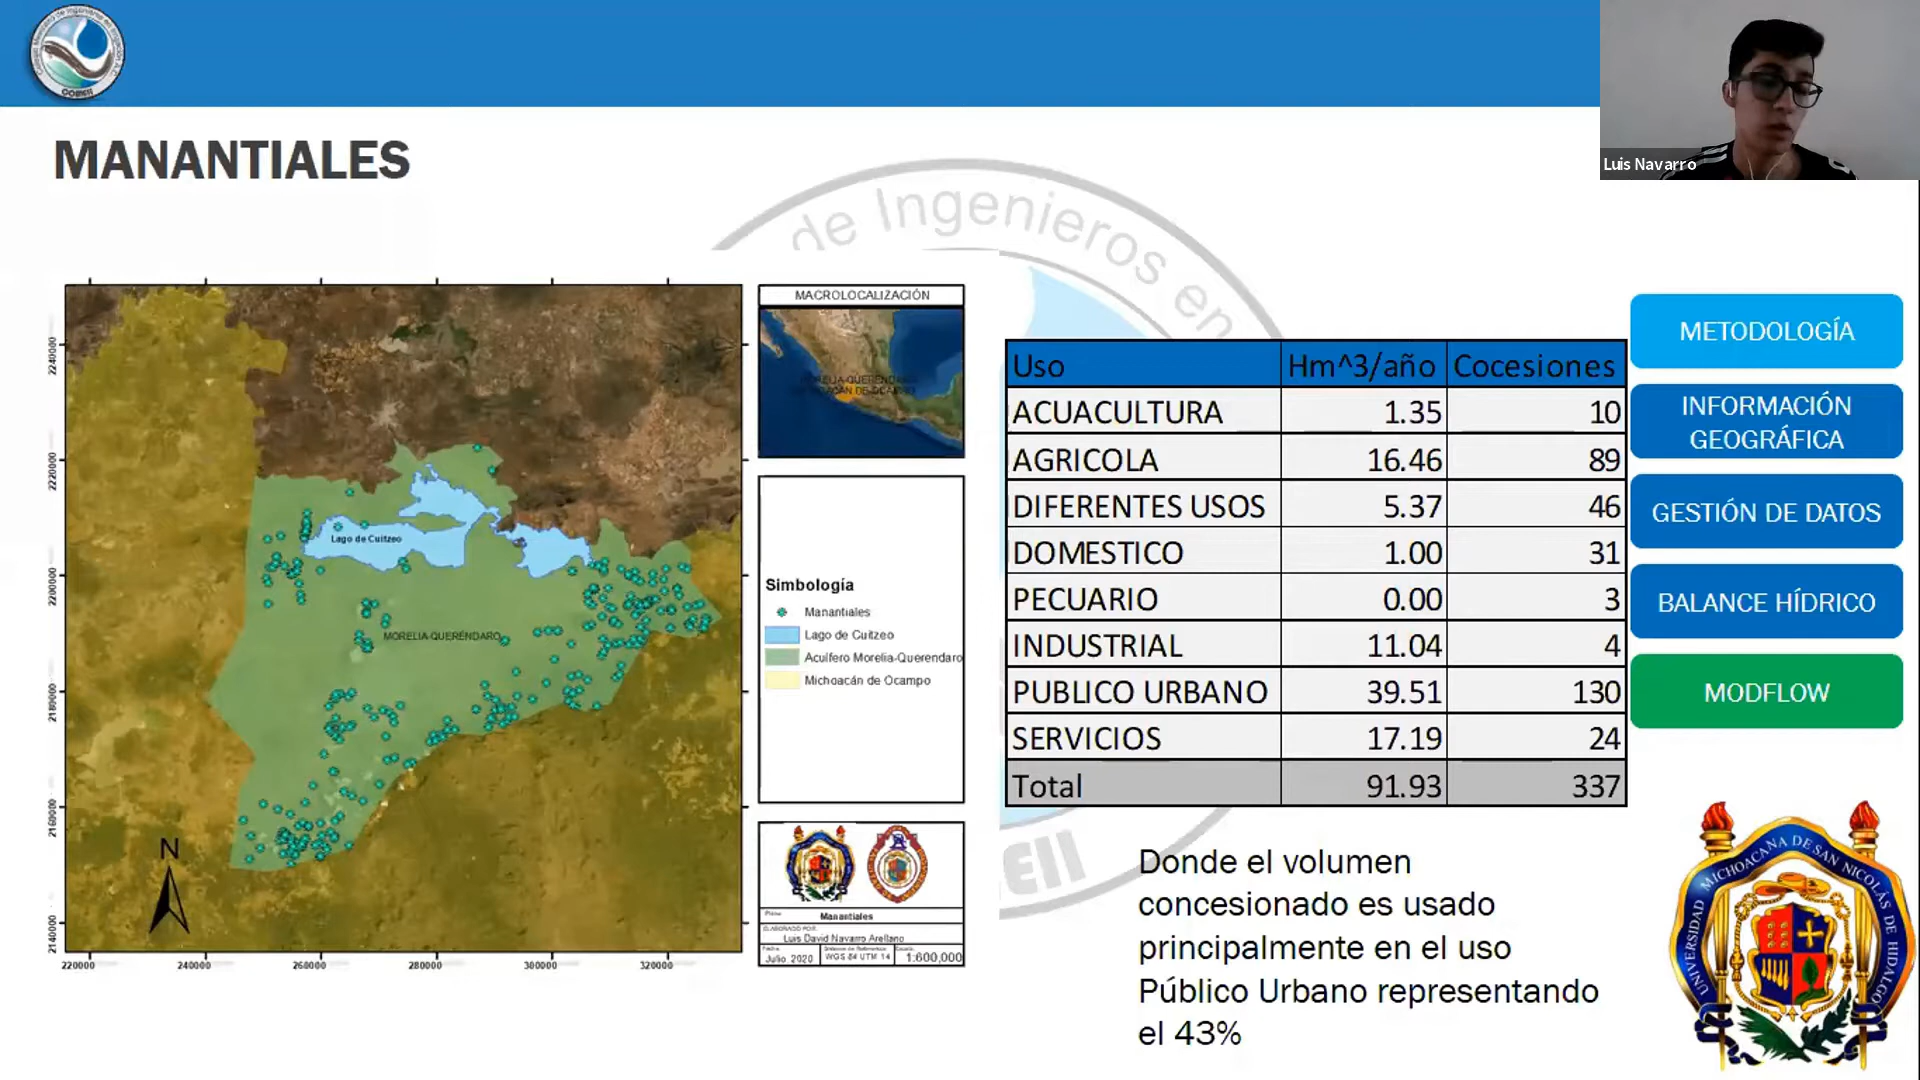 COMEII
Luis Navarro
MANANTIALES
de Ingenieros en
MACROLOCALIZACIÓN
2240000
2220000
2200000
2180000
2160000
2140000
Lago de Cuitzeo
MORELIA-QUERÉNDARO
N
220000 240000 260000 280000 300000 320000
Simbología
Manantiales
Lago de Cuitzeo
Acuífero Morelia-Querendaro
Michoacán de Ocampo
Manantiales
ELABORADO POR:
Luis David Navarro Arellano
Julio 2020 WGS 84 UTM 14 1:600,000
Uso Hm^3/año Cocesiones
ACUACULTURA 1.35 10
AGRICOLA 16.46 89
DIFERENTES USOS 5.37 46
DOMESTICO 1.00 31
PECUARIO 0.00 3
INDUSTRIAL 11.04 4
PUBLICO URBANO 39.51 130
SERVICIOS 17.19 24
Total 91.93 337
EII
Donde el volumen
concesionado es usado
principalmente en el uso
Público Urbano representando
el 43%
METODOLOGÍA
INFORMACIÓN
GEOGRÁFICA
GESTIÓN DE DATOS
BALANCE HÍDRICO
MODFLOW
UNIVERSIDAD MICHOACANA DE SAN NICOLÁS DE HIDALGO